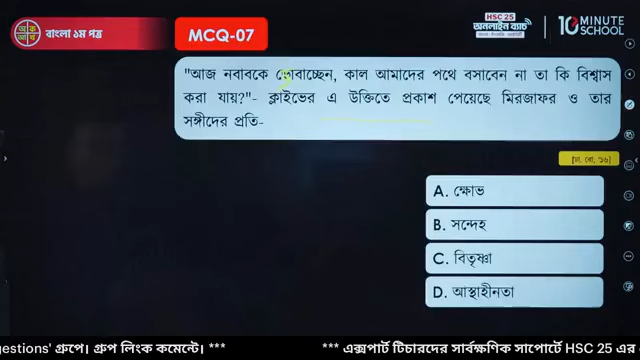 অ ক
আ খ
বাংলা ১ম পত্র
MCQ-07
HSC 25
অনলাইন ব্যাচ
বাংলা ইংরেজি আইসিটি
10 MINUTE
SCHOOL
"আজ নবাবকে ডোবাচ্ছেন, কাল আমাদের পথে বসাবেন না তা কি বিশ্বাস
করা যায়?"- ক্লাইভের এ উক্তিতে প্রকাশ পেয়েছে মিরজাফর ও তার
সঙ্গীদের প্রতি-
[ঢা. বো, '১৬]
A. ক্ষোভ
B. সন্দেহ
C. বিতৃষ্ণা
D. আস্থাহীনতা
estions' গ্রুপে। গ্রুপ লিংক কমেন্টে। *** *** এক্সপার্ট টিচারদের সার্বক্ষণিক সাপোর্টে HSC 25 এর